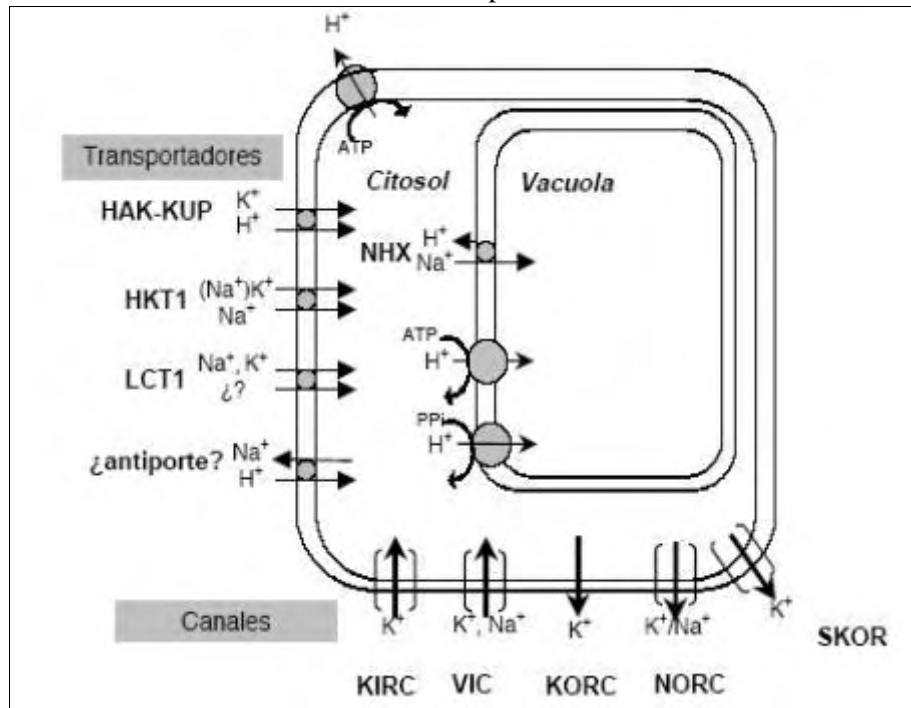 H+
ATP
Transportadores
Citosol
Vacuola
HAK-KUP
K+
H+
NHX
H+
Na+
HKT1
(Na+)K+
Na+
ATP
H+
LCT1
Na+, K+
¿?
PPi
H+
¿antiporte?
Na+
H+
Canales
K+
K+, Na+
K+
K+/Na+
K+
SKOR
KIRC
VIC
KORC
NORC